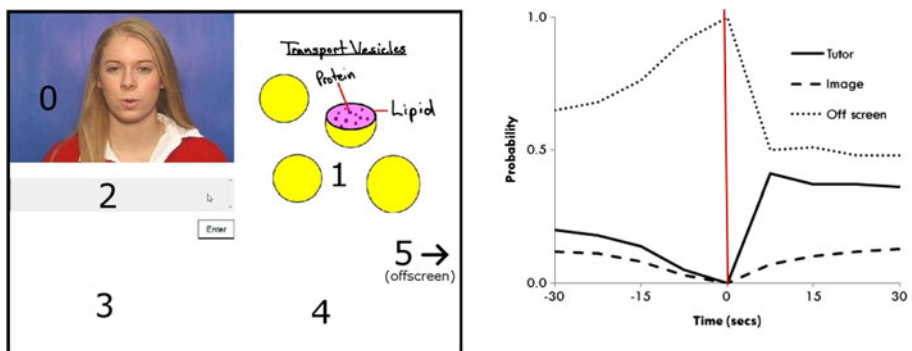 0
Transport Vesicles
Protein
Lipid
1
2
Enter
5 →
(offscreen)
3
4
Probability
1.0
0.5
0.0
-30
-15
0
15
30
Time (secs)
Tutor
Image
Off screen